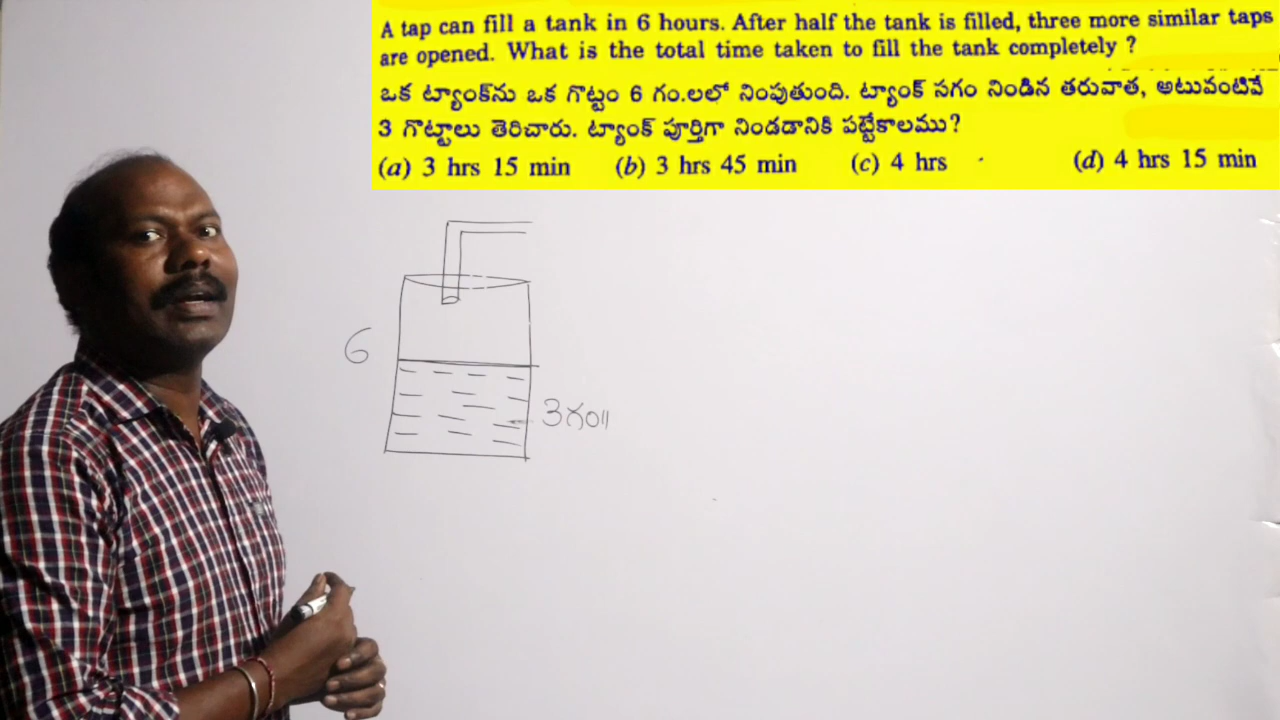 A tap can fill a tank in 6 hours. After half the tank is filled, three more similar taps
are opened. What is the total time taken to fill the tank completely ?
ఒక ట్యాంక్‌ను ఒక గొట్టం 6 గం.లలో నింపుతుంది. ట్యాంక్ సగం నిండిన తరువాత, అటువంటివే
3 గొట్టాలు తెరిచారు. ట్యాంక్ పూర్తిగా నిండడానికి పట్టేకాలము?
(a) 3 hrs 15 min (b) 3 hrs 45 min (c) 4 hrs (d) 4 hrs 15 min
6
3గం॥